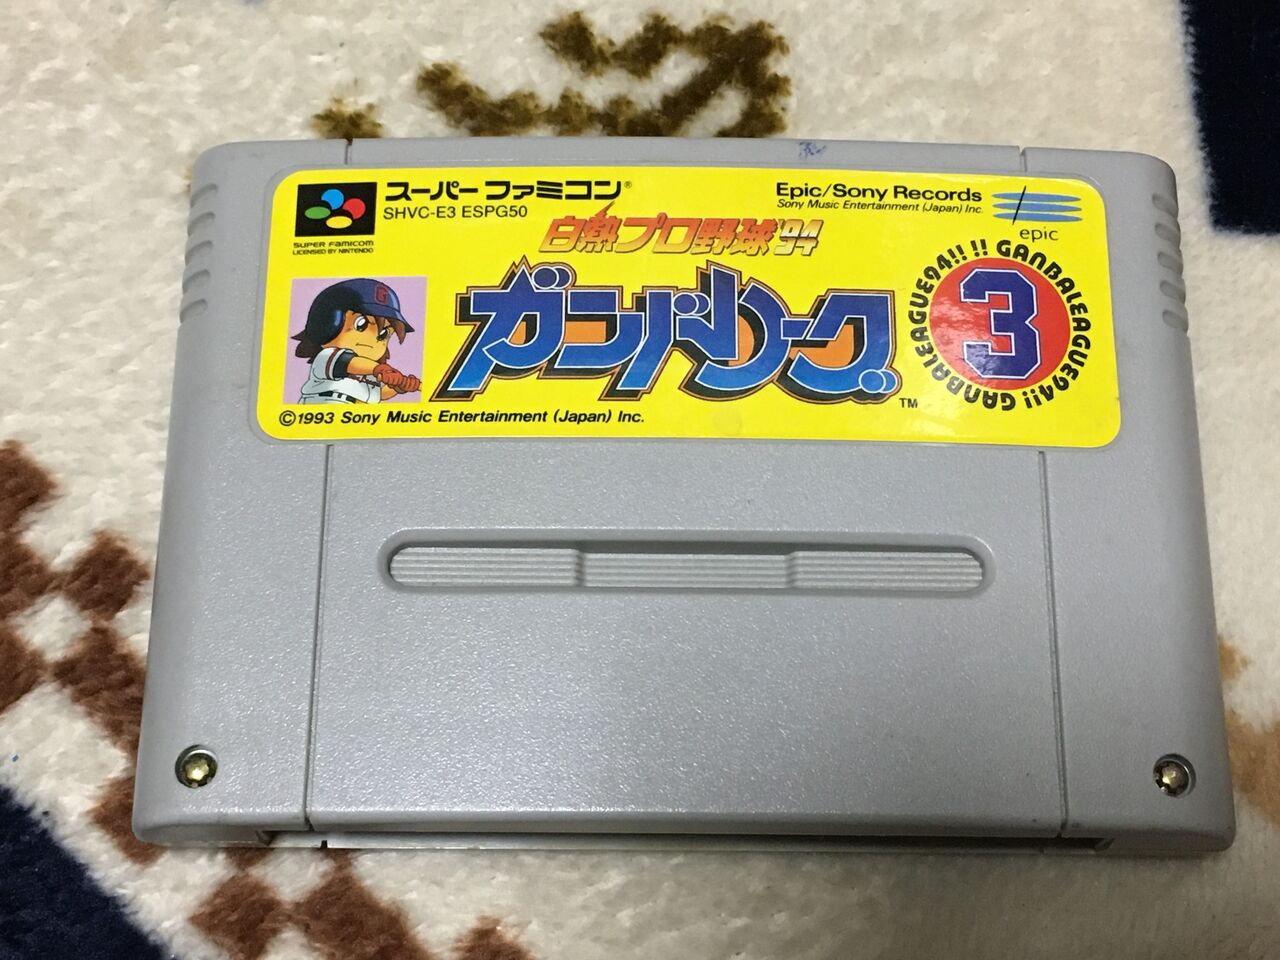 スーパーファミコン®
SHVC-E3 ESPG50
SUPER FAMICOM
LICENSED BY NINTENDO
Epic/Sony Records
Sony Music Entertainment (Japan) Inc.
epic
白熱プロ野球'94
ガンバリーグ
TM
3
GANBALEAGUE94!! GANBALEAGUE94!!
G
©1993 Sony Music Entertainment (Japan) Inc.